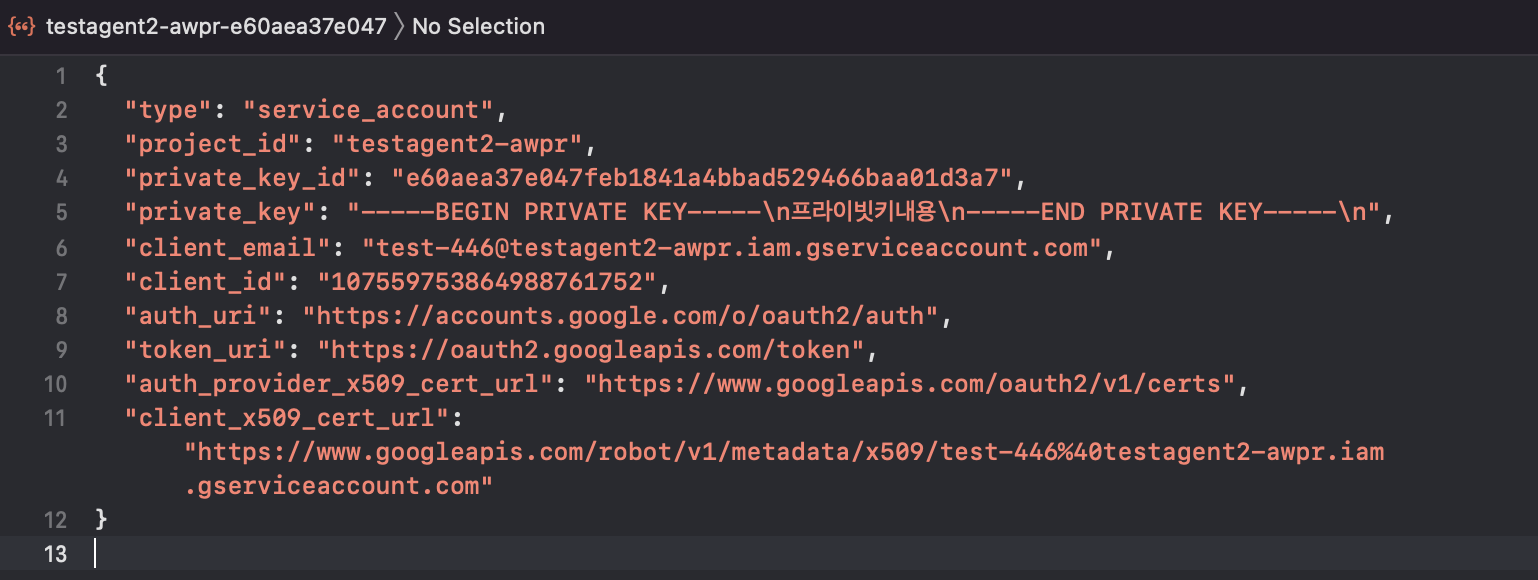 testagent2-awpr-e60aea37e047 〉 No Selection
1 {
2 "type": "service_account",
3 "project_id": "testagent2-awpr",
4 "private_key_id": "e60aea37e047feb1841a4bbad529466baa01d3a7",
5 "private_key": "-----BEGIN PRIVATE KEY-----\n프라이빗키내용\n-----END PRIVATE KEY-----\n",
6 "client_email": "test-446@testagent2-awpr.iam.gserviceaccount.com",
7 "client_id": "107559753864988761752",
8 "auth_uri": "https://accounts.google.com/o/oauth2/auth",
9 "token_uri": "https://oauth2.googleapis.com/token",
10 "auth_provider_x509_cert_url": "https://www.googleapis.com/oauth2/v1/certs",
11 "client_x509_cert_url":
"https://www.googleapis.com/robot/v1/metadata/x509/test-446%40testagent2-awpr.iam
.gserviceaccount.com"
12 }
13